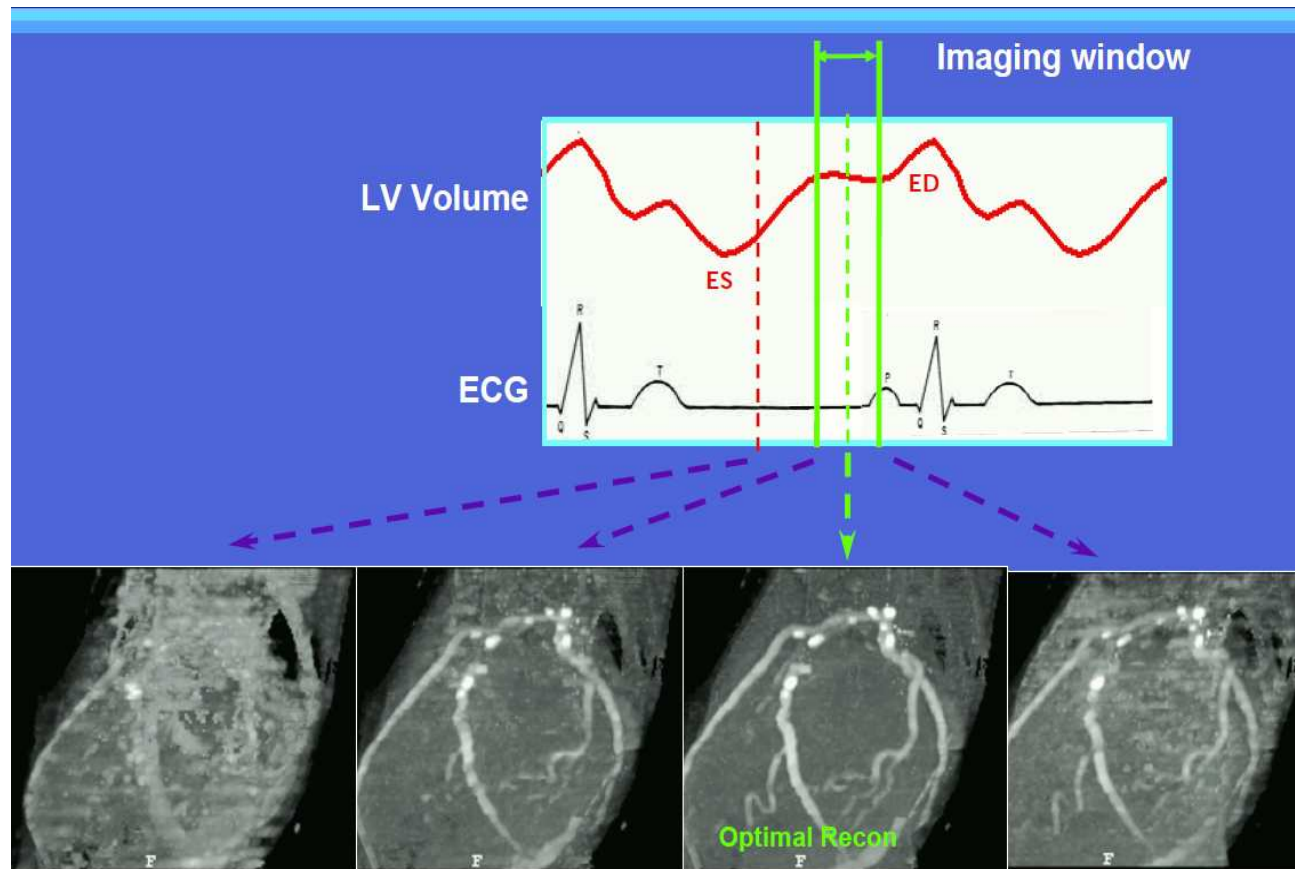 Imaging window
LV Volume
ED
ES
R
T
Q
S
P
R
T
Q
S
ECG
Optimal Recon
F
F
F
F